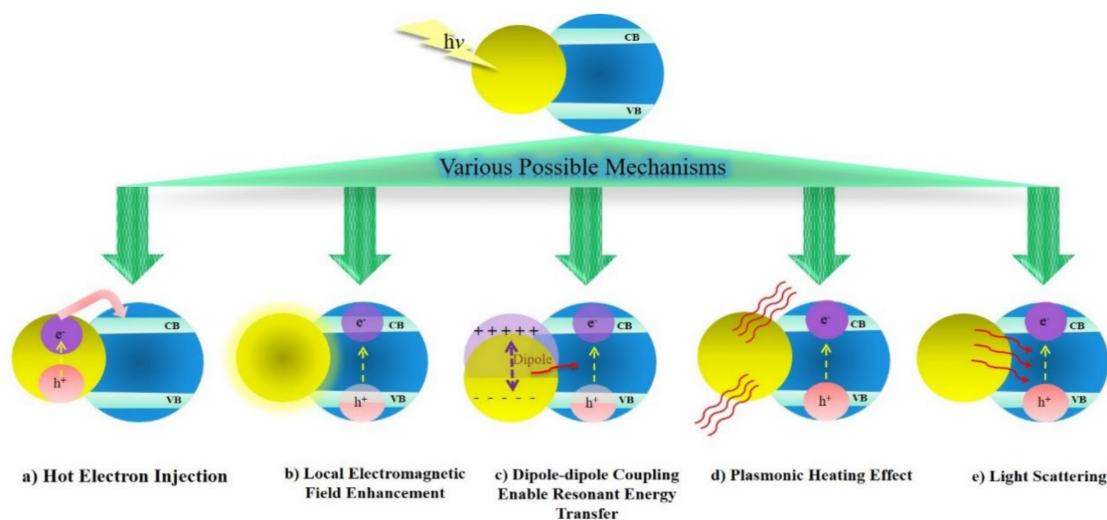 hν
CB
VB
Various Possible Mechanisms
e⁻
h⁺
CB
VB
e⁻
h⁺
CB
VB
+ + + + +
Dipole
- - - - -
e⁻
h⁺
CB
VB
e⁻
h⁺
CB
VB
e⁻
h⁺
CB
VB
a) Hot Electron Injection
b) Local Electromagnetic
Field Enhancement
c) Dipole-dipole Coupling
Enable Resonant Energy
Transfer
d) Plasmonic Heating Effect
e) Light Scattering